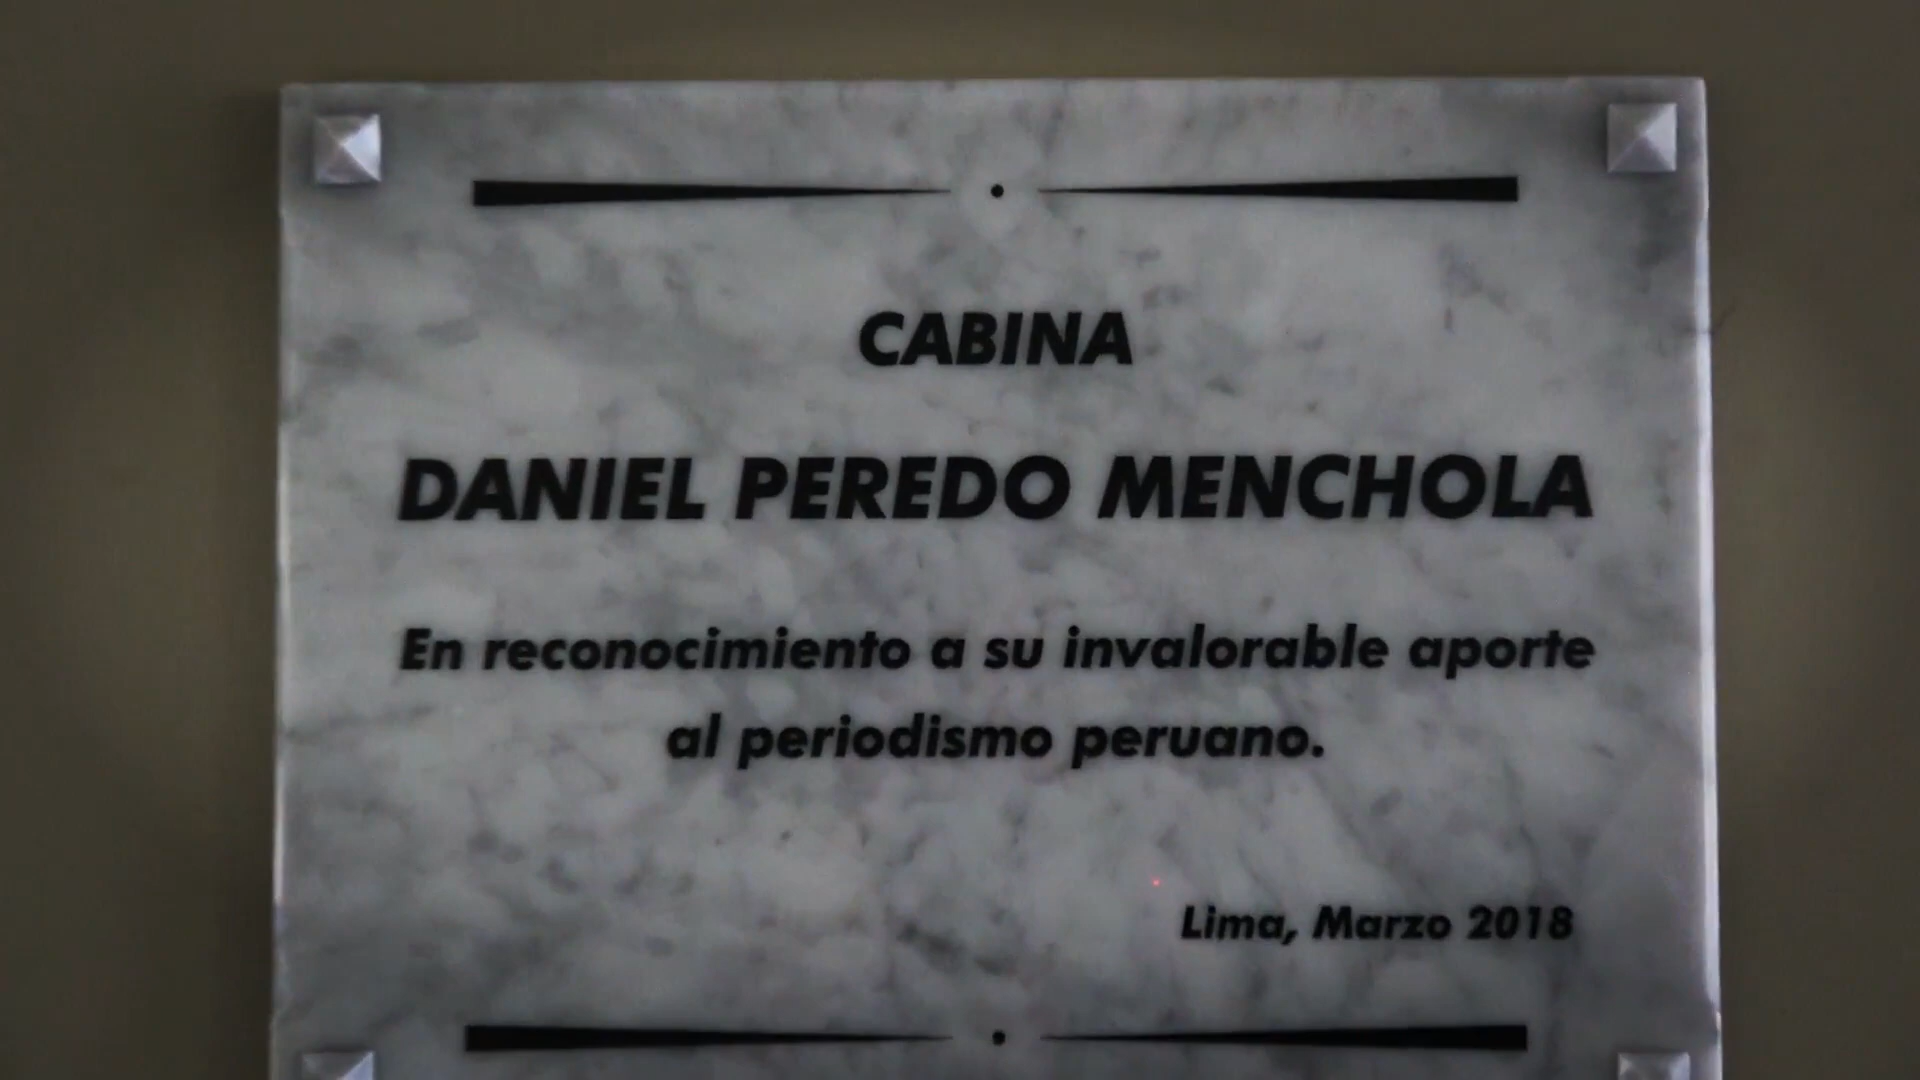 CABINA
DANIEL PEREDO MENCHOLA
En reconocimiento a su invalorable aporte
al periodismo peruano.
Lima, Marzo 2018